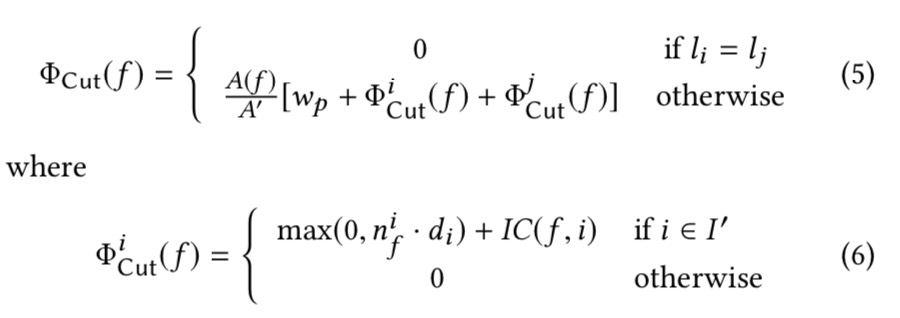 Φ_Cut(f) = { 0 if l_i = l_j
A(f)/A′ [w_p + Φ^i_Cut(f) + Φ^j_Cut(f)] otherwise (5)
where
Φ^i_Cut(f) = { max(0, n^i_f · d_i) + IC(f, i) if i ∈ I′
0 otherwise (6)